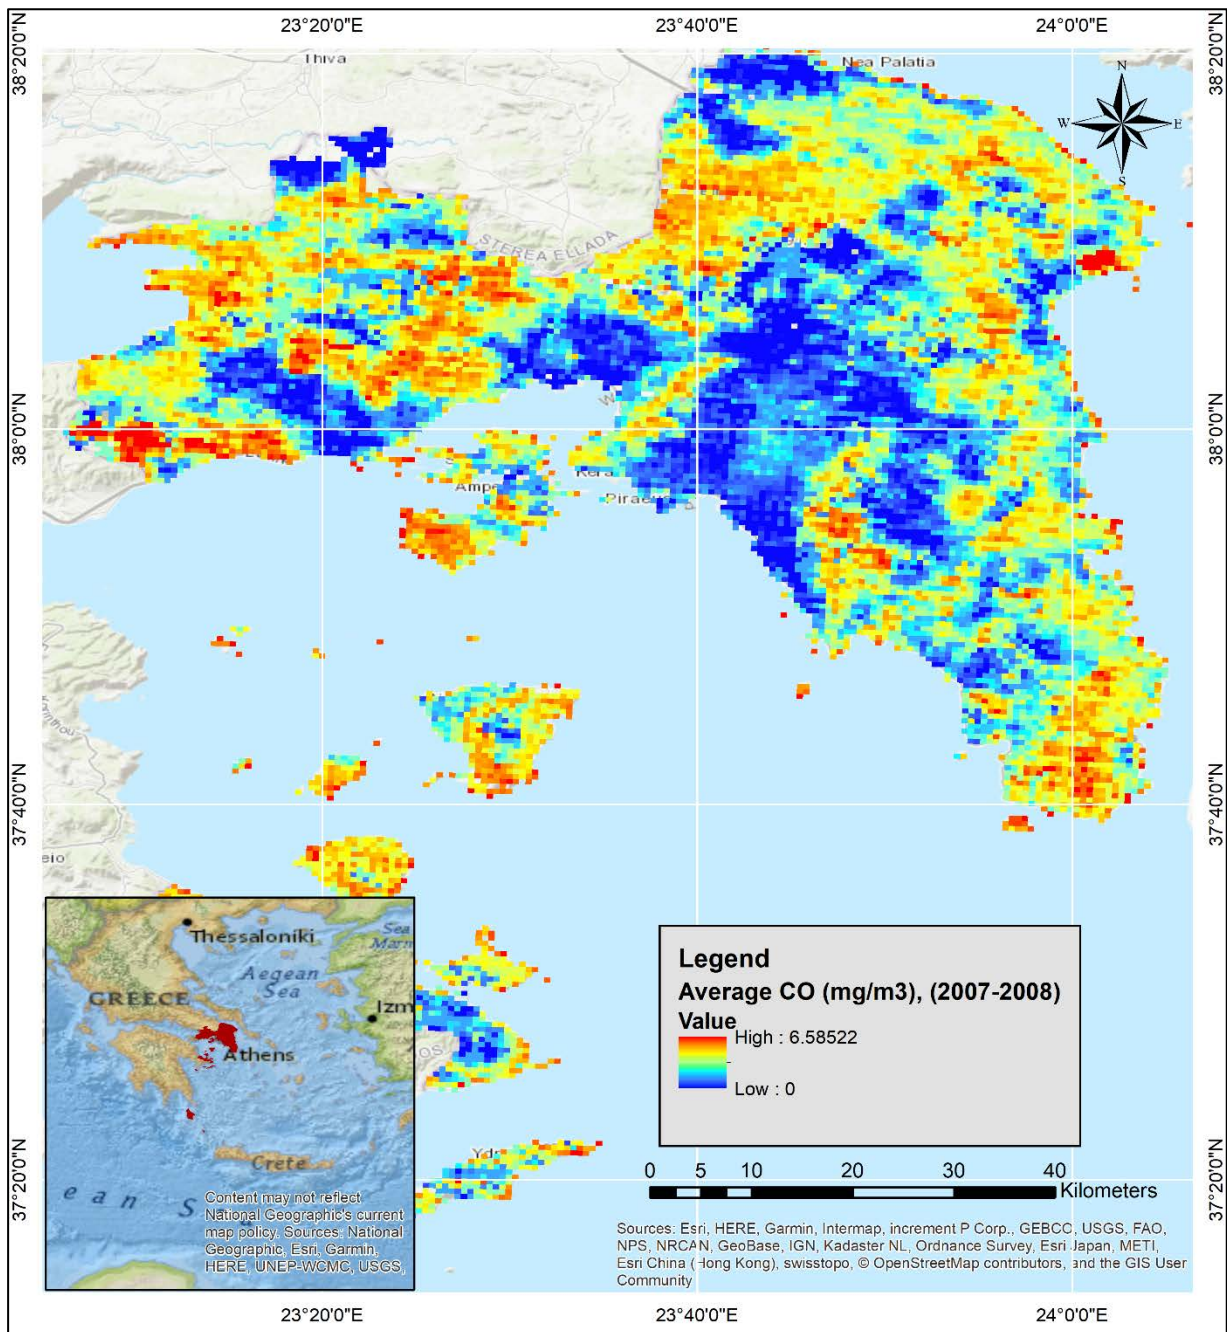 23°20'0"E 23°40'0"E 24°0'0"E
38°20'0"N 38°20'0"N
Thiva
Nea Palatia
N
W E
S
STEREA ELLADA
38°0'0"N 38°0'0"N
Piraeus
37°40'0"N 37°40'0"N
eio
Thessaloniki
Sea
Aegean
Sea
GREECE
Izm
Athens
Crete
ean S
Content may not reflect
National Geographic's current
map policy. Sources: National
Geographic, Esri, Garmin,
HERE, UNEP-WCMC, USGS,
Legend
Average CO (mg/m3), (2007-2008)
Value
High : 6.58522
Low : 0
OS
37°20'0"N 37°20'0"N
0 5 10 20 30 40
Kilometers
Sources: Esri, HERE, Garmin, Intermap, increment P Corp., GEBCO, USGS, FAO,
NPS, NRCAN, GeoBase, IGN, Kadaster NL, Ordnance Survey, Esri Japan, METI,
Esri China (Hong Kong), swisstopo, © OpenStreetMap contributors, and the GIS User
Community
23°20'0"E 23°40'0"E 24°0'0"E